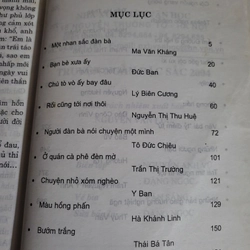 MỤC LỤC
Một nhan sắc đàn bà 5
Ma Văn Kháng
Bạn bè xưa ấy 20
Đức Ban
Chú tò vò ấy bay đâu 40
Lý Biên Cương
Rồi cũng tới nơi thôi 60
Nguyễn Thị Thu Huệ
Người đàn bà nói chuyện một mình 72
Tô Đức Chiêu
Ở quán cà phê đèn mờ 101
Trần Thị Trường
Chuyện nhỏ xóm nghèo 121
Y Ban
Màu hồng phấn 129
Hà Khánh Linh
Bướm trắng 150
Thái Bá Tân